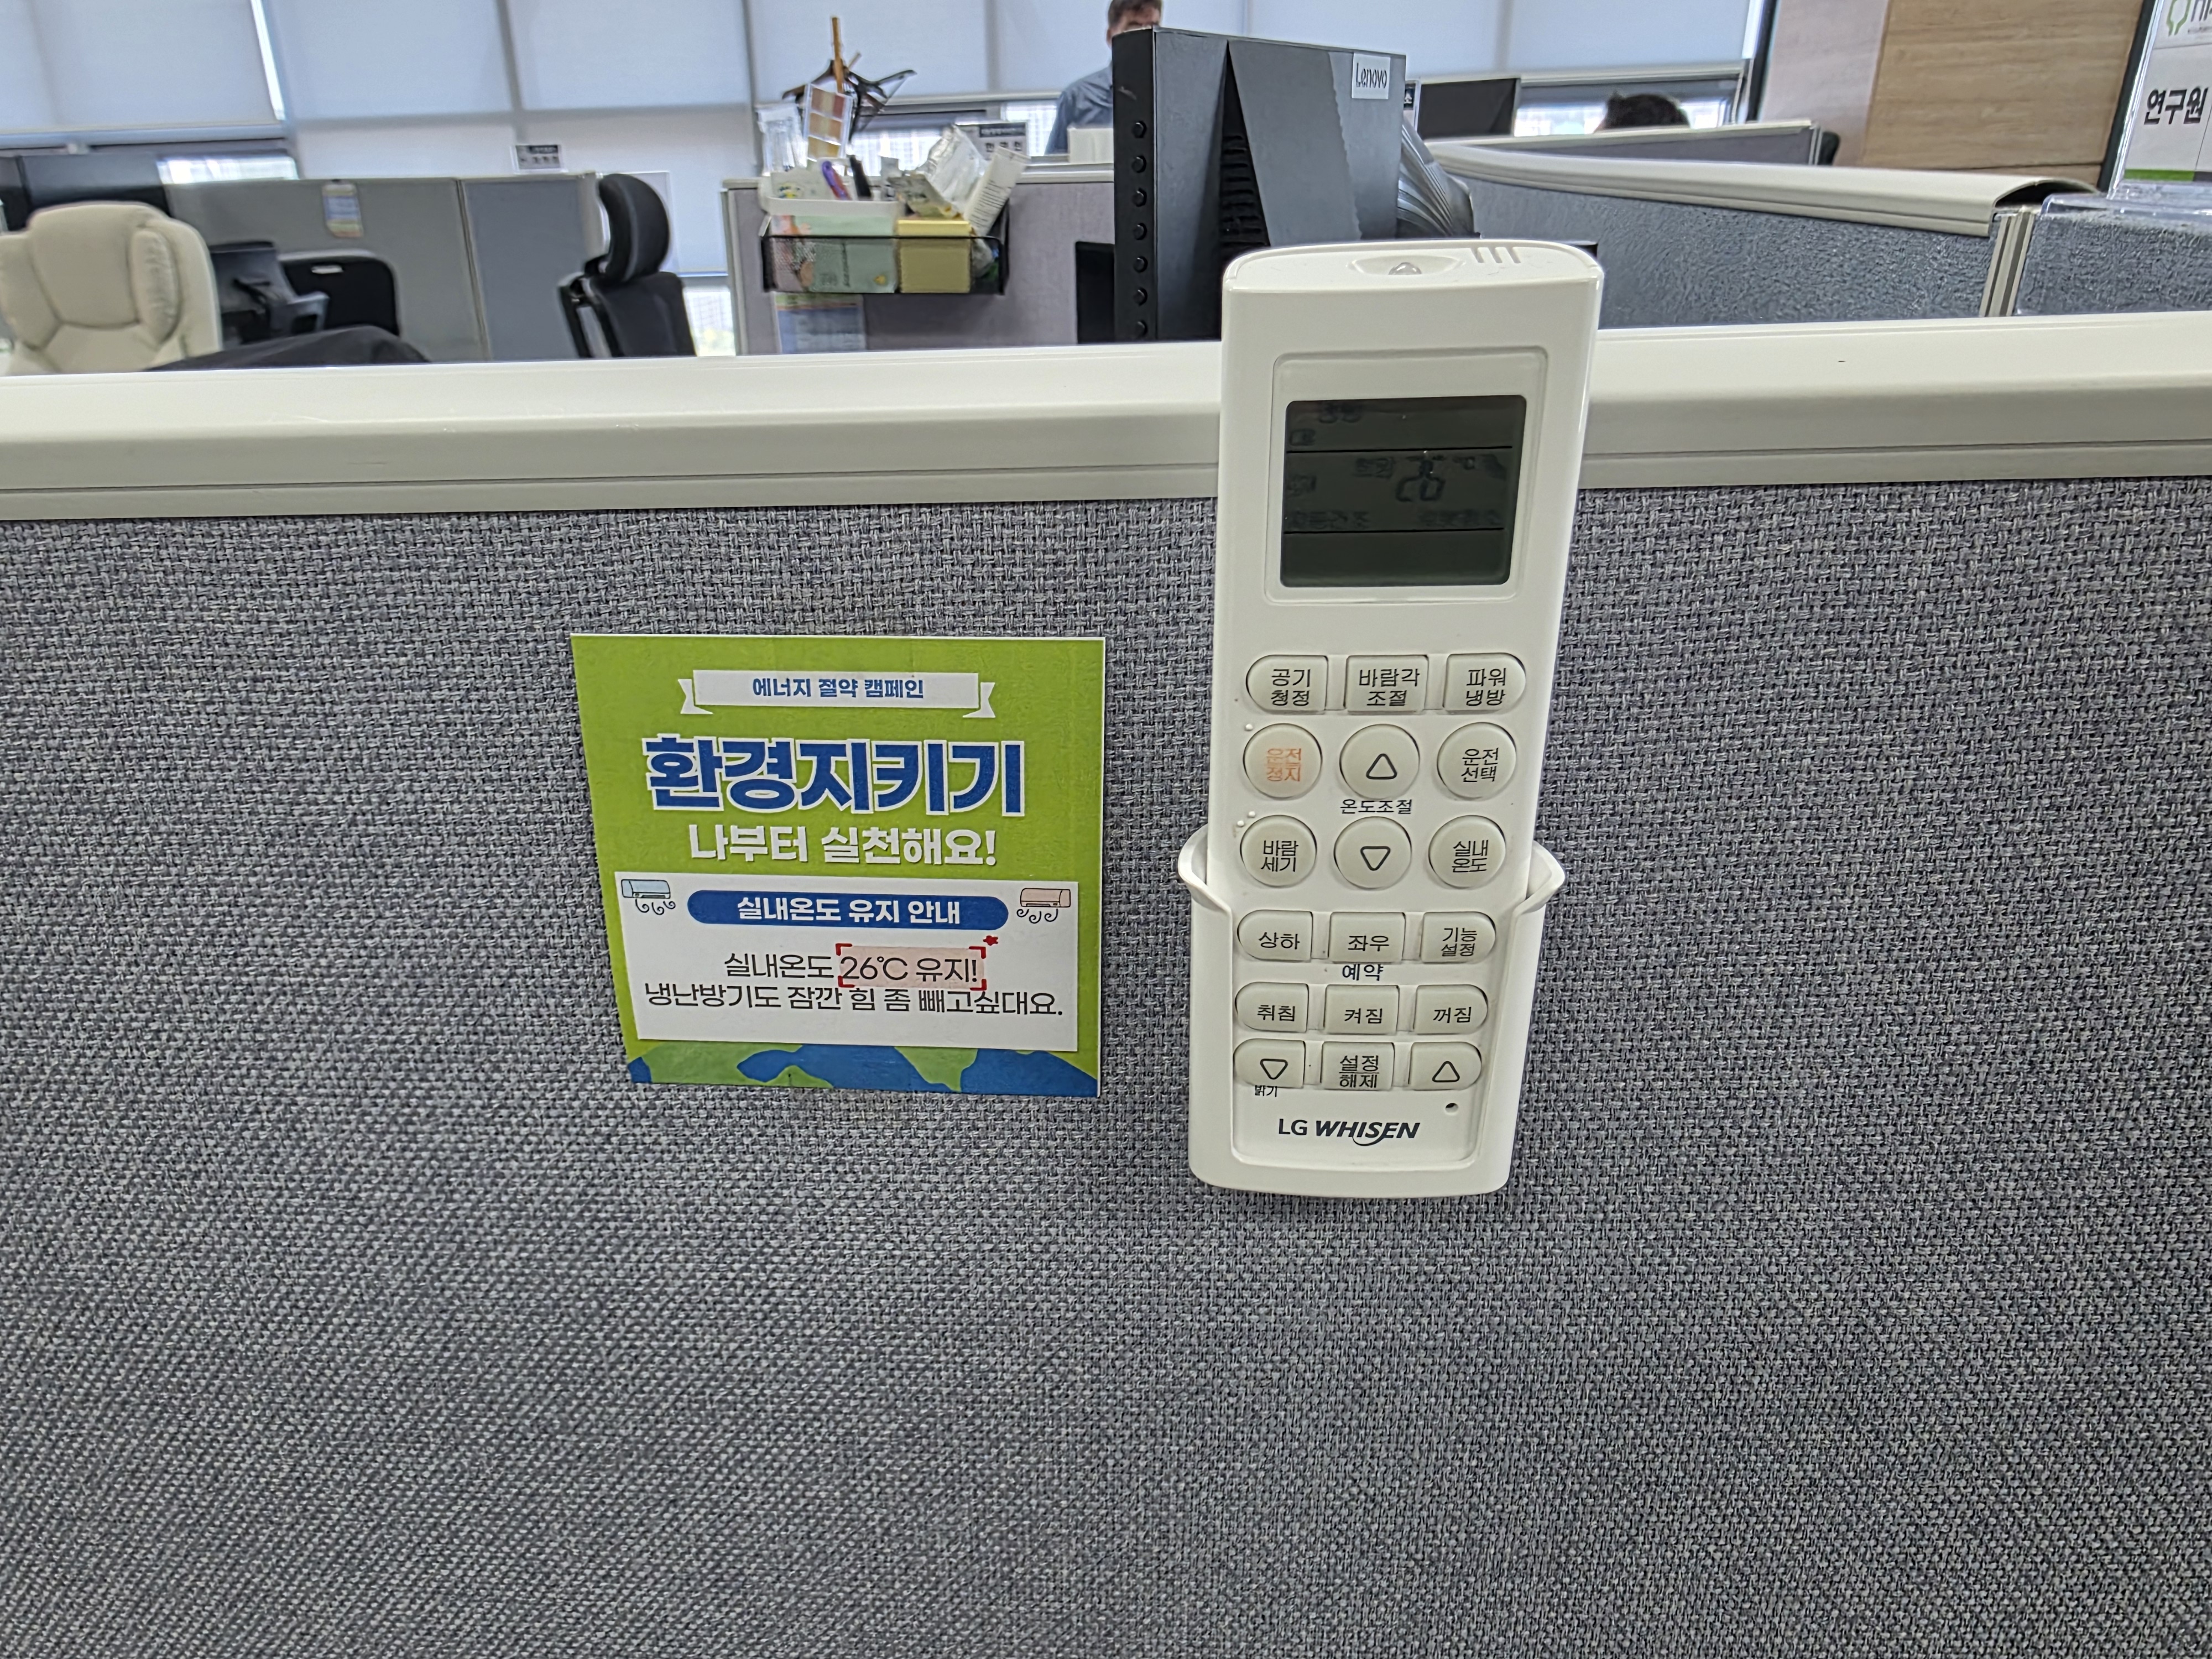 Lenovo
연구원
26
℃
에너지 절약 캠페인
환경지키기
나부터 실천해요!
실내온도 유지 안내
실내온도 26℃ 유지!
냉난방기도 잠깐 힘 좀 빼고싶대요.
공기 청정
바람각 조절
파워 냉방
운전 정지
운전 선택
온도조절
바람 세기
실내 온도
상하
좌우
기능 설정
예약
취침
켜짐
꺼짐
설정 해제
밝기
LG WHISEN